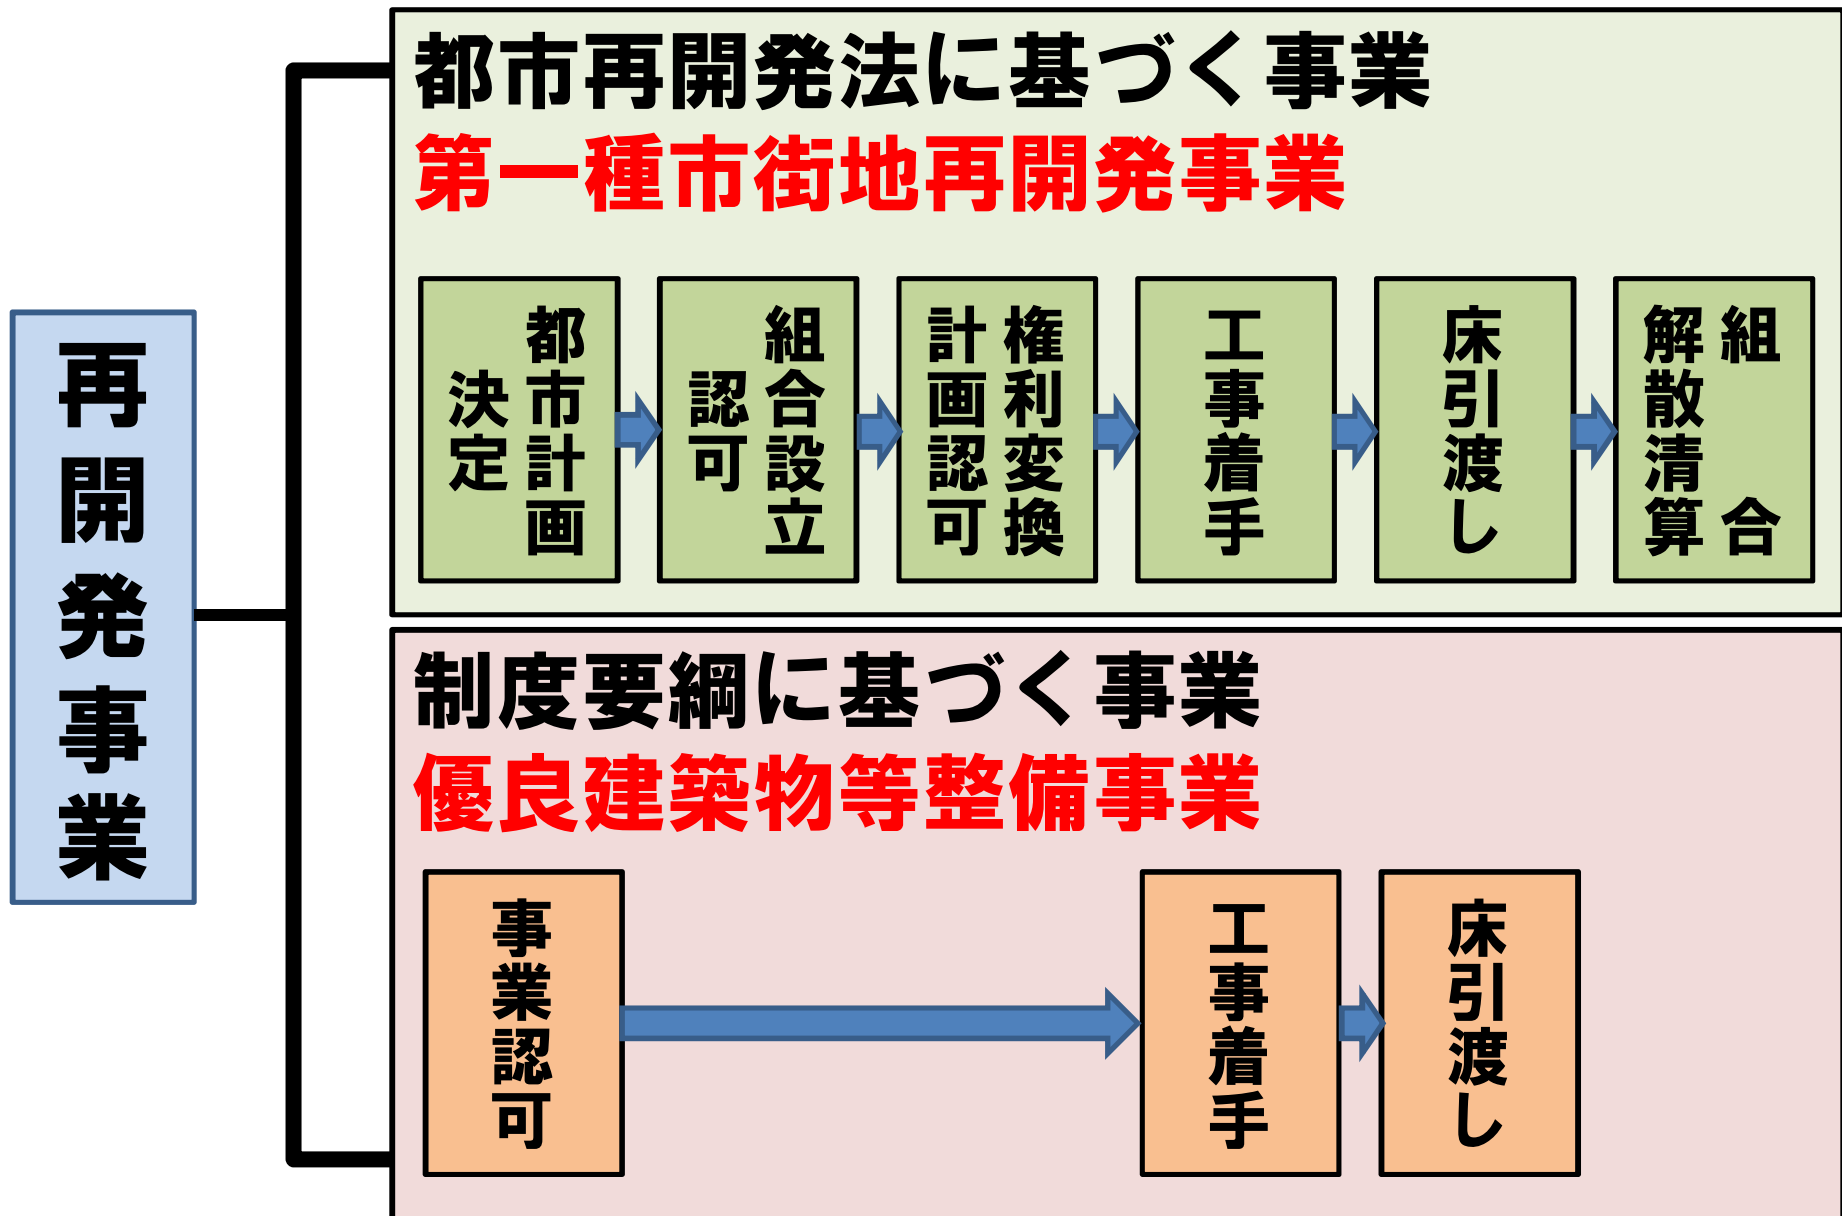 再開発事業
都市再開発法に基づく事業
第一種市街地再開発事業
都市計画
決定
組合設立
認可
権利変換
計画認可
工事着手
床引渡し
組合
解散清算
制度要綱に基づく事業
優良建築物等整備事業
事業認可
工事着手
床引渡し